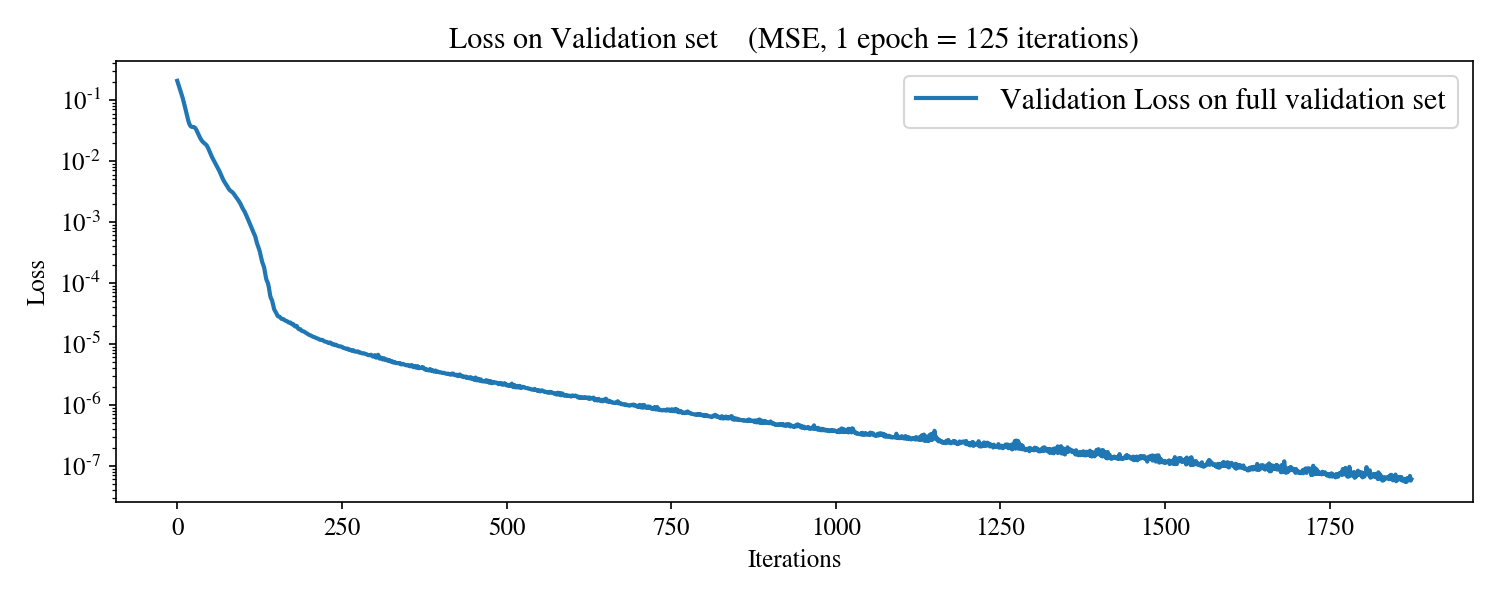 Loss on Validation set (MSE, 1 epoch = 125 iterations)
Validation Loss on full validation set
Loss
10⁻¹
10⁻²
10⁻³
10⁻⁴
10⁻⁵
10⁻⁶
10⁻⁷
0 250 500 750 1000 1250 1500 1750
Iterations